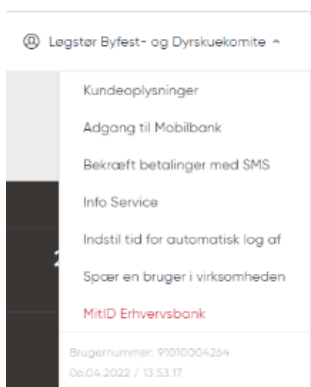 Løgstør Byfest- og Dyrskuekomite
Kundeoplysninger
Adgang til Mobilbank
Bekræft betalinger med SMS
Info Service
Indstil tid for automatisk log af
Spær en bruger i virksomheden
MitID Erhvervsbank
Brugernummer: 91010004264
06.04.2022 / 13.53.17